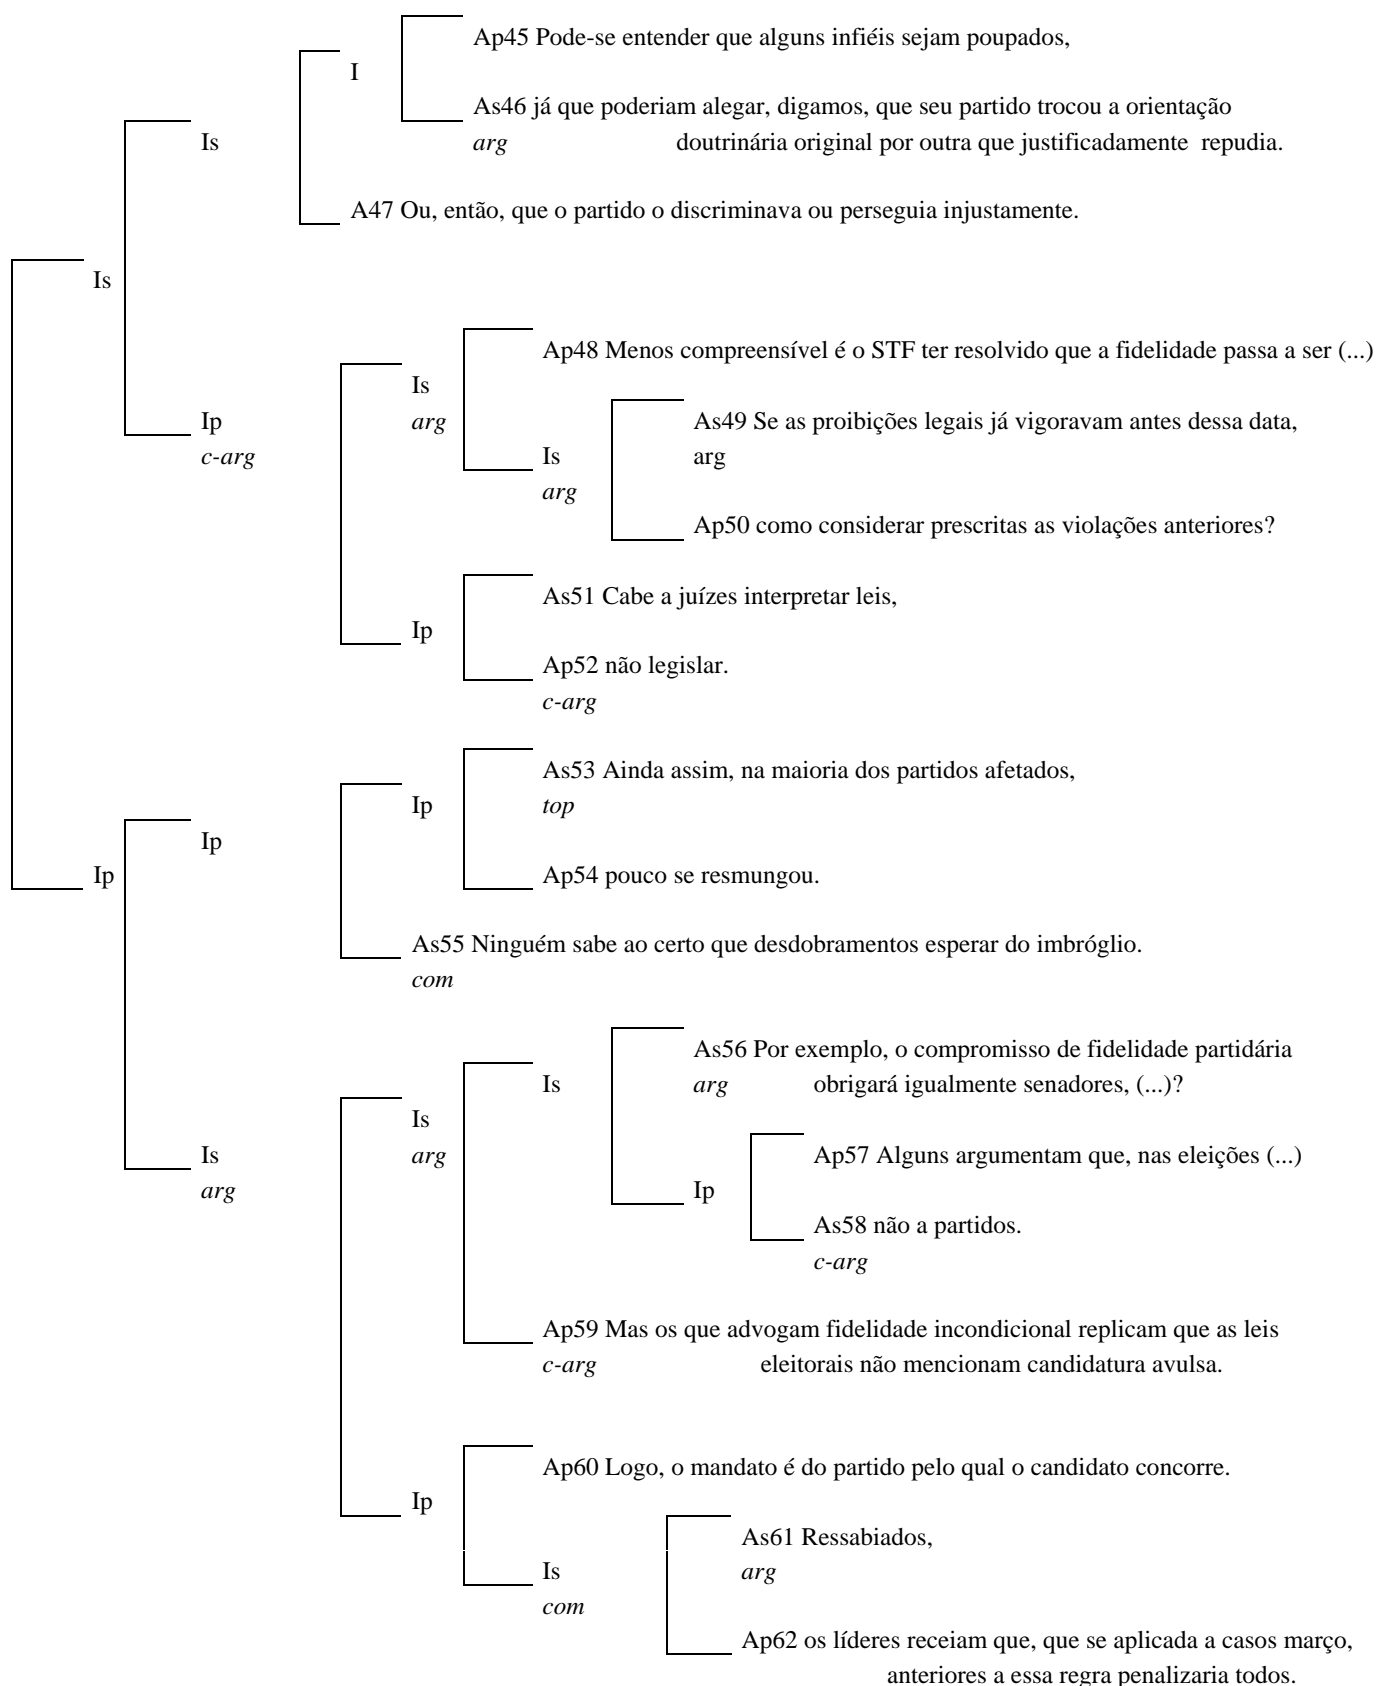 Ap45 Pode-se entender que alguns infiéis sejam poupados,
I
As46 já que poderiam alegar, digamos, que seu partido trocou a orientação
Is
arg doutrinária original por outra que justificadamente repudia.
A47 Ou, então, que o partido o discriminava ou perseguia injustamente.
Is
Ap48 Menos compreensível é o STF ter resolvido que a fidelidade passa a ser (...)
Is
Ip arg As49 Se as proibições legais já vigoravam antes dessa data,
c-arg Is arg
arg
Ap50 como considerar prescritas as violações anteriores?
As51 Cabe a juízes interpretar leis,
Ip
Ap52 não legislar.
c-arg
As53 Ainda assim, na maioria dos partidos afetados,
Ip top
Ip
Ip Ap54 pouco se resmungou.
As55 Ninguém sabe ao certo que desdobramentos esperar do imbróglio.
com
As56 Por exemplo, o compromisso de fidelidade partidária
Is arg obrigará igualmente senadores, (...)?
Is
Is arg Ap57 Alguns argumentam que, nas eleições (...)
arg Ip
As58 não a partidos.
c-arg
Ap59 Mas os que advogam fidelidade incondicional replicam que as leis
c-arg eleitorais não mencionam candidatura avulsa.
Ap60 Logo, o mandato é do partido pelo qual o candidato concorre.
Ip
As61 Ressabiados,
Is arg
com
Ap62 os líderes receiam que, que se aplicada a casos março,
anteriores a essa regra penalizaria todos.